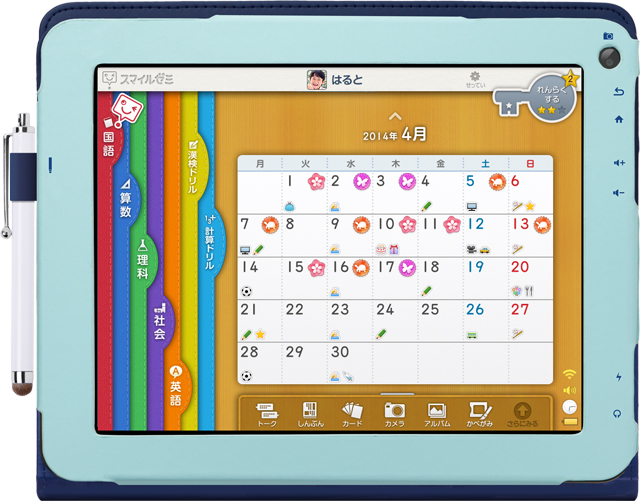 スマイルゼミ
はると
せってい
れんらく
する
2
国語
算数
理科
社会
英語
漢検ドリル
計算ドリル
2014年 4月
月 火 水 木 金 土 日
1 2 3 4 5 6
7 8 9 10 11 12 13
14 15 16 17 18 19 20
21 22 23 24 25 26 27
28 29 30
トーク しんぶん カード カメラ アルバム かべがみ さらにみる